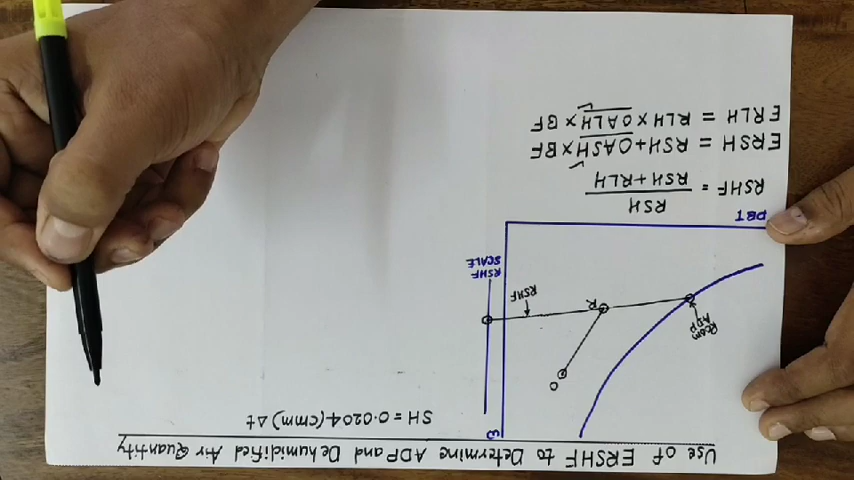 Use of ERSHF to Determine ADP and Dehumidified Air Quantity
SH = 0.0204 (cmm) Δt
ω
O
Room
ADP
R
RSHF
RSHF
SCALE
DBT
RSHF = RSH
RSH + RLH
ERSH = RSH + OASH × BF
ERLH = RLH × OALH × BF